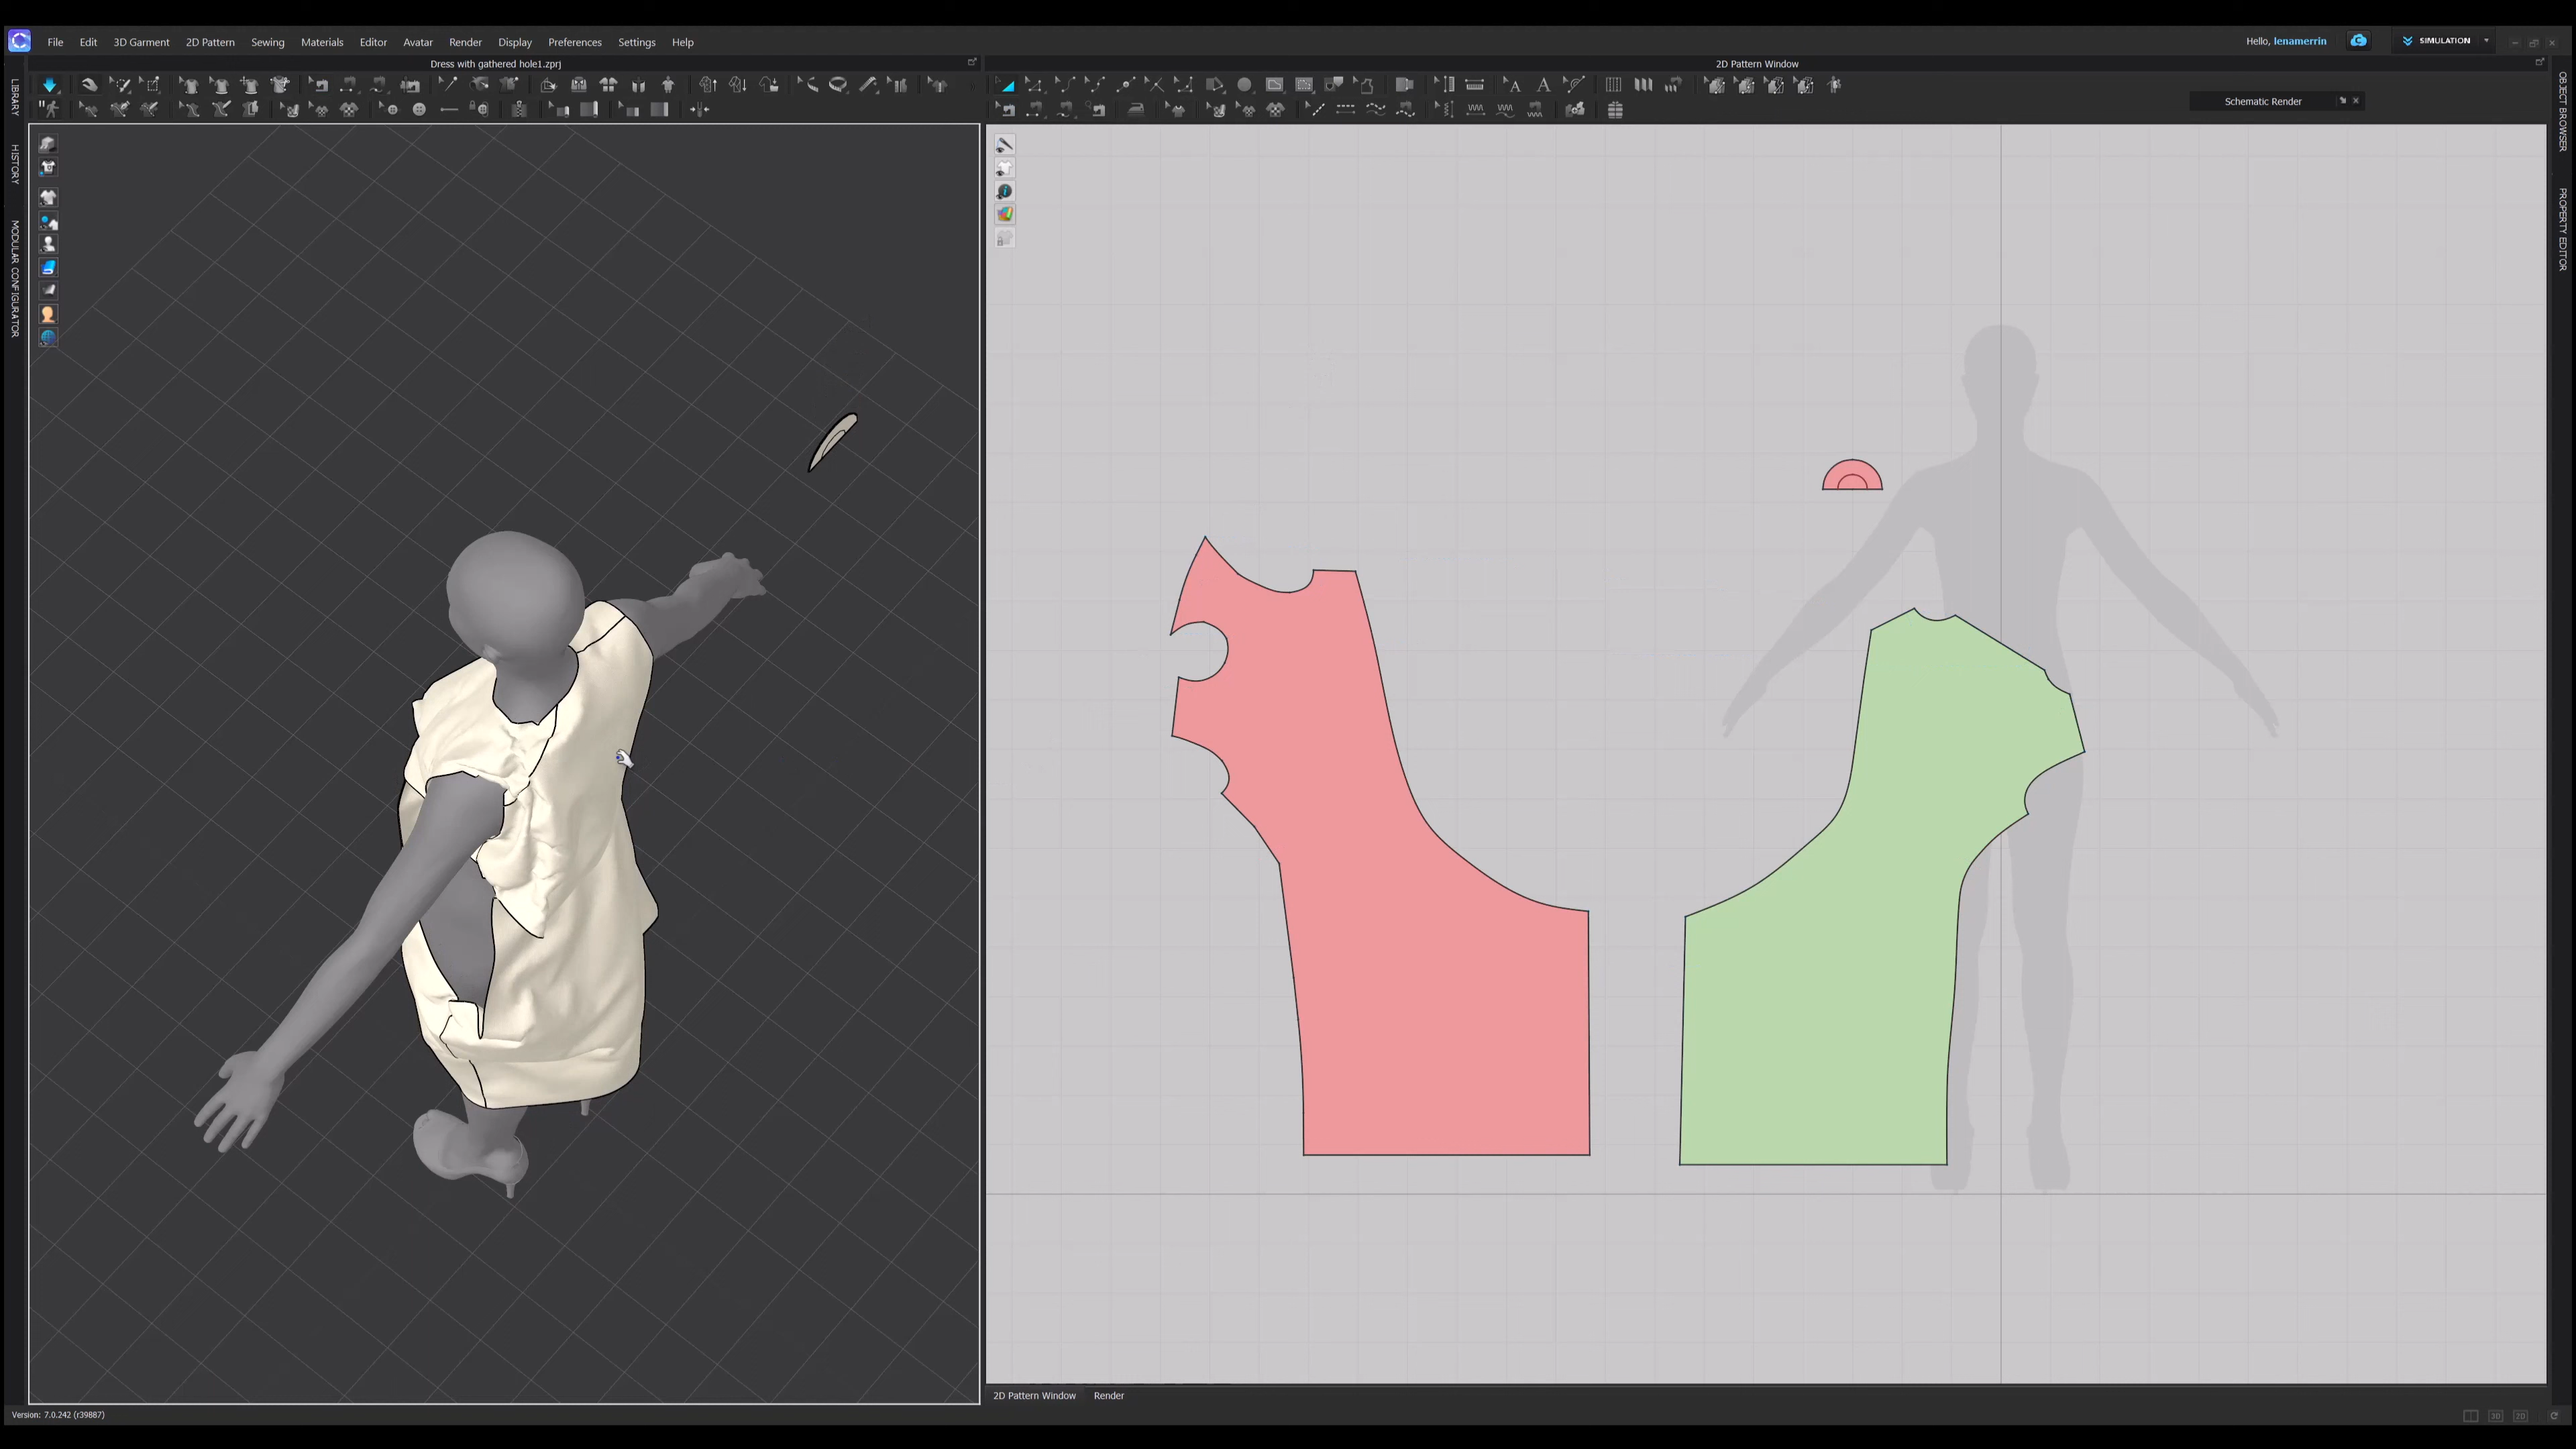 File Edit 3D Garment 2D Pattern Sewing Materials Editor Avatar Render Display Preferences Settings Help
Hello, lenamerrin
SIMULATION
Dress with gathered hole1.zprj
2D Pattern Window
Schematic Render
LIBRARY
HISTORY
MODULAR CONFIGURATOR
OBJECT BROWSER
PROPERTY EDITOR
2D Pattern Window Render
Version: 7.0.242 (r39887)
3D 2D